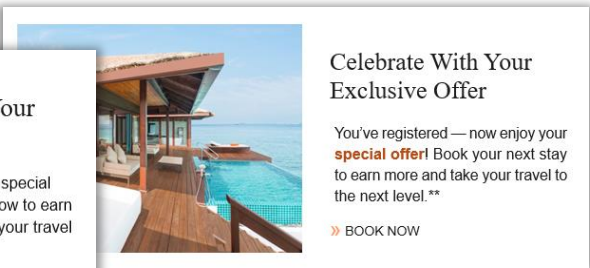 our
special
ow to earn
your travel
Celebrate With Your
Exclusive Offer
You've registered — now enjoy your
special offer! Book your next stay
to earn more and take your travel to
the next level.**
» BOOK NOW